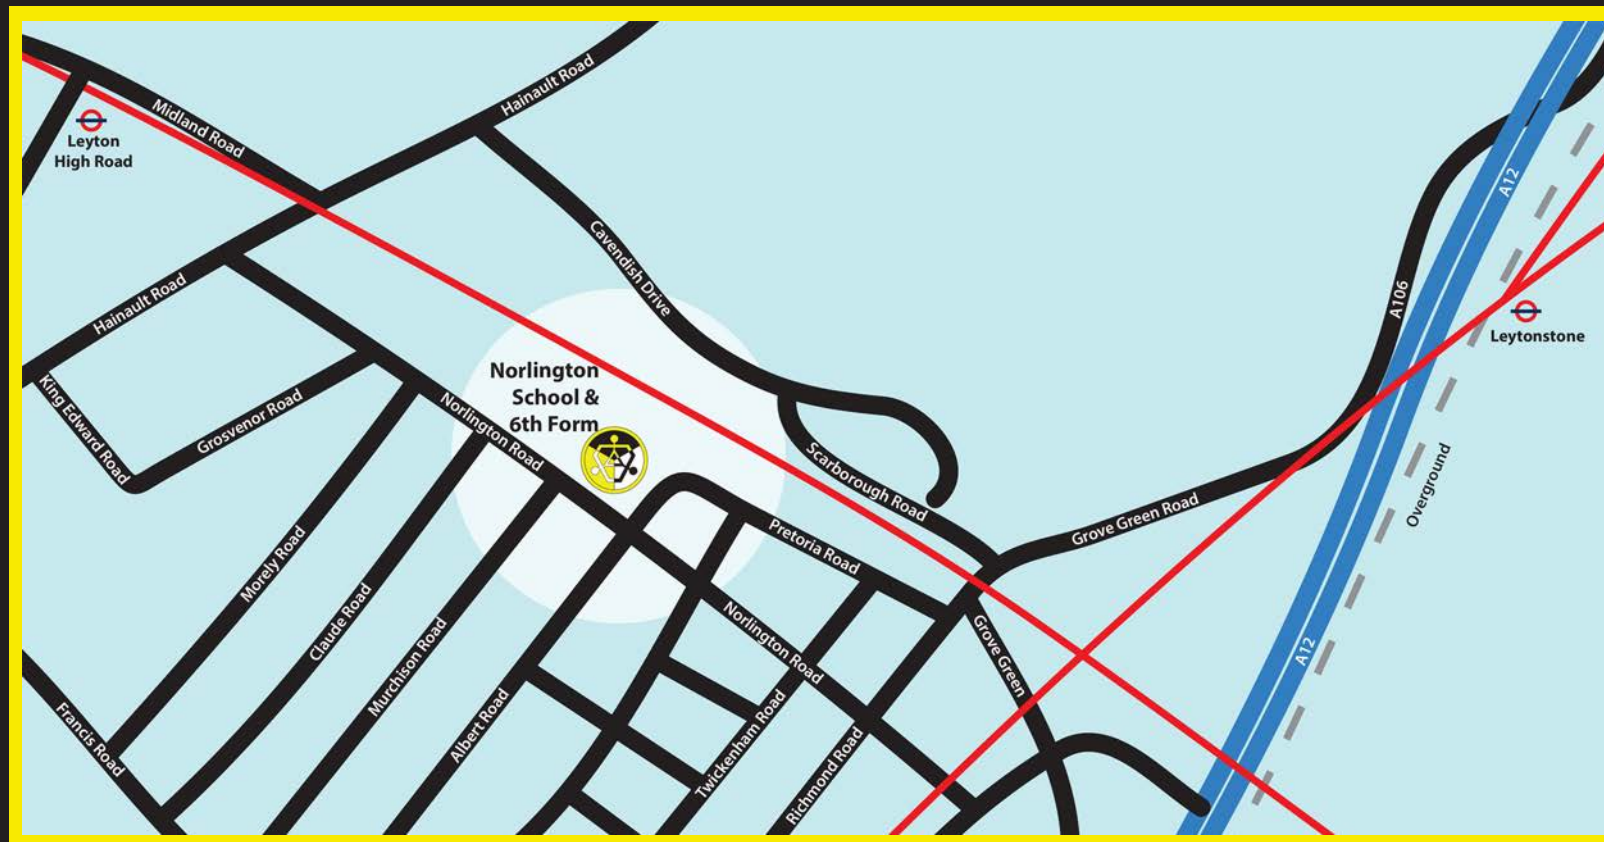 Hainault Road
Midland Road
Leyton
High Road
A12
Cavendish Drive
Hainault Road
A106
Leytonstone
Norlington
School &
6th Form
King Edward Road
Grosvenor Road
Norlington Road
Scarborough Road
Overground
Grove Green Road
Pretoria Road
Morely Road
Claude Road
Murchison Road
Norlington Road
Grove Green
A12
Albert Road
Francis Road
Twickenham Road
Richmond Road